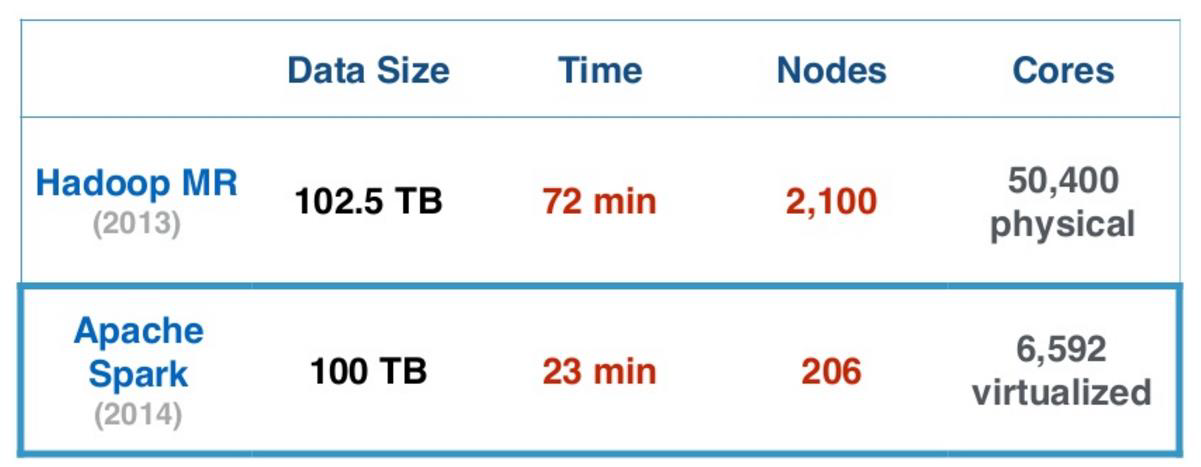 Data Size Time Nodes Cores
Hadoop MR
(2013)
102.5 TB
72 min
2,100
50,400
physical
Apache
Spark
(2014)
100 TB
23 min
206
6,592
virtualized